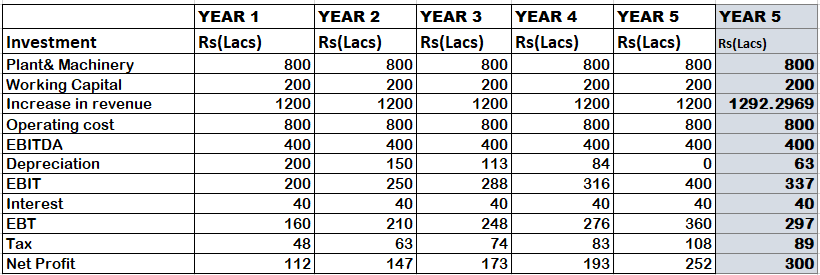 YEAR 1 YEAR 2 YEAR 3 YEAR 4 YEAR 5 YEAR 5
Investment Rs(Lacs) Rs(Lacs) Rs(Lacs) Rs(Lacs) Rs(Lacs) Rs(Lacs)
Plant& Machinery 800 800 800 800 800 800
Working Capital 200 200 200 200 200 200
Increase in revenue 1200 1200 1200 1200 1200 1292.2969
Operating cost 800 800 800 800 800 800
EBITDA 400 400 400 400 400 400
Depreciation 200 150 113 84 0 63
EBIT 200 250 288 316 400 337
Interest 40 40 40 40 40 40
EBT 160 210 248 276 360 297
Tax 48 63 74 83 108 89
Net Profit 112 147 173 193 252 300